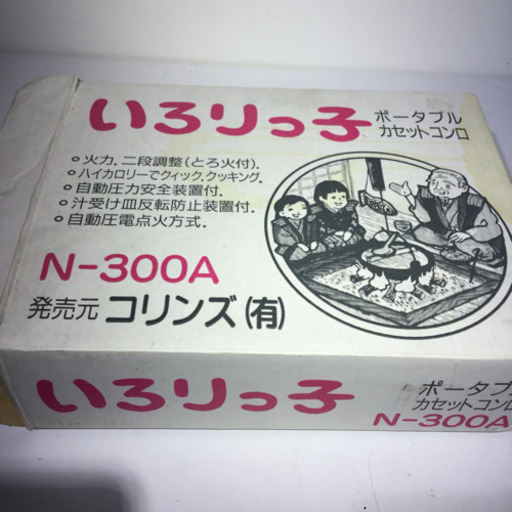 いろりっ子
ポータブル
カセットコンロ
○火力.二段調整(とろ火付).
○ハイカロリーでクィック,クッキング.
○自動圧力安全装置付.
○汁受け皿反転防止装置付.
○自動圧電点火方式.
N-300A
発売元 コリンズ(有)
いろりっ子
ポータブ
カセットコンロ
N-300A